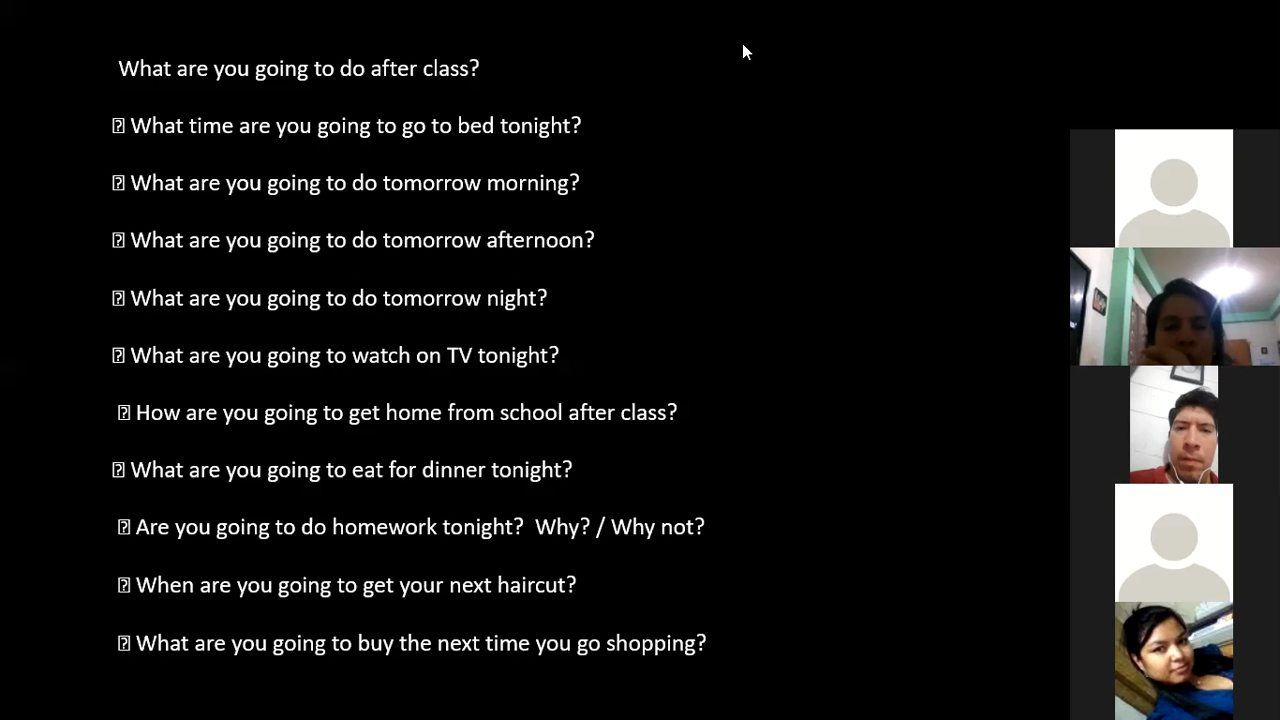 What are you going to do after class?
⍰ What time are you going to go to bed tonight?
⍰ What are you going to do tomorrow morning?
⍰ What are you going to do tomorrow afternoon?
⍰ What are you going to do tomorrow night?
⍰ What are you going to watch on TV tonight?
⍰ How are you going to get home from school after class?
⍰ What are you going to eat for dinner tonight?
⍰ Are you going to do homework tonight?  Why? / Why not?
⍰ When are you going to get your next haircut?
⍰ What are you going to buy the next time you go shopping?